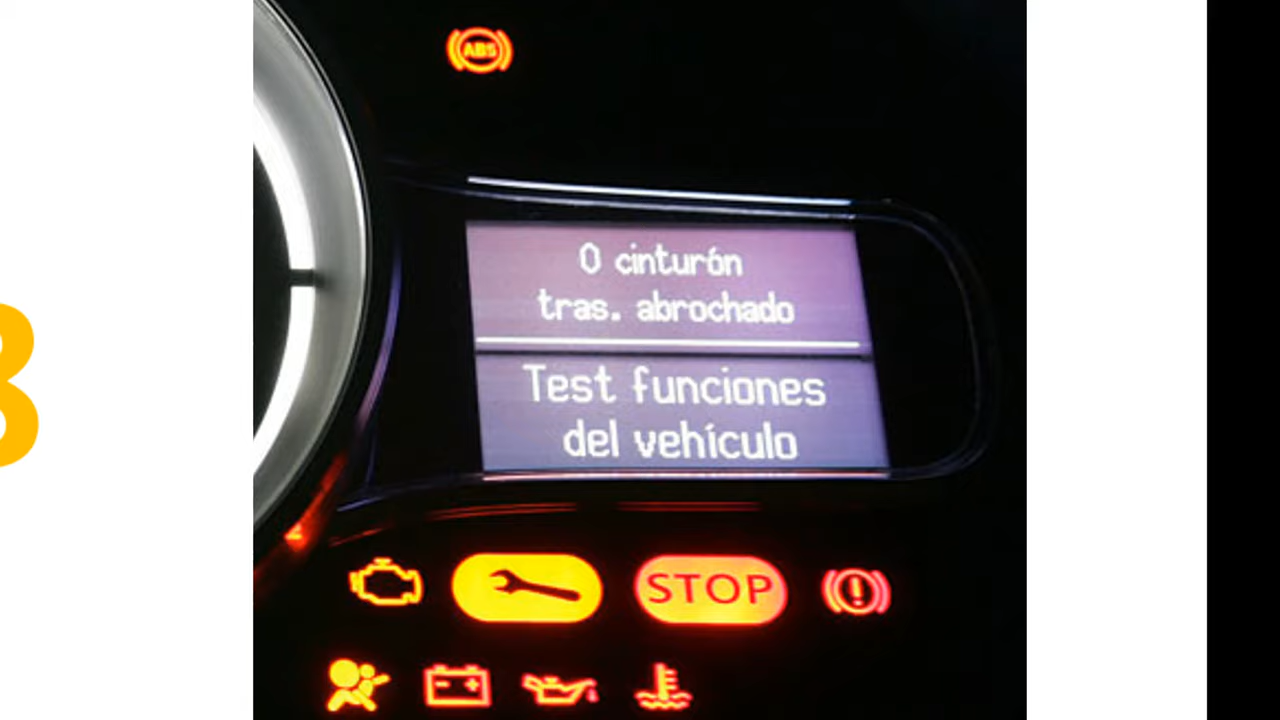 ABS
0 cinturón
tras. abrochado
Test funciones
del vehículo
STOP